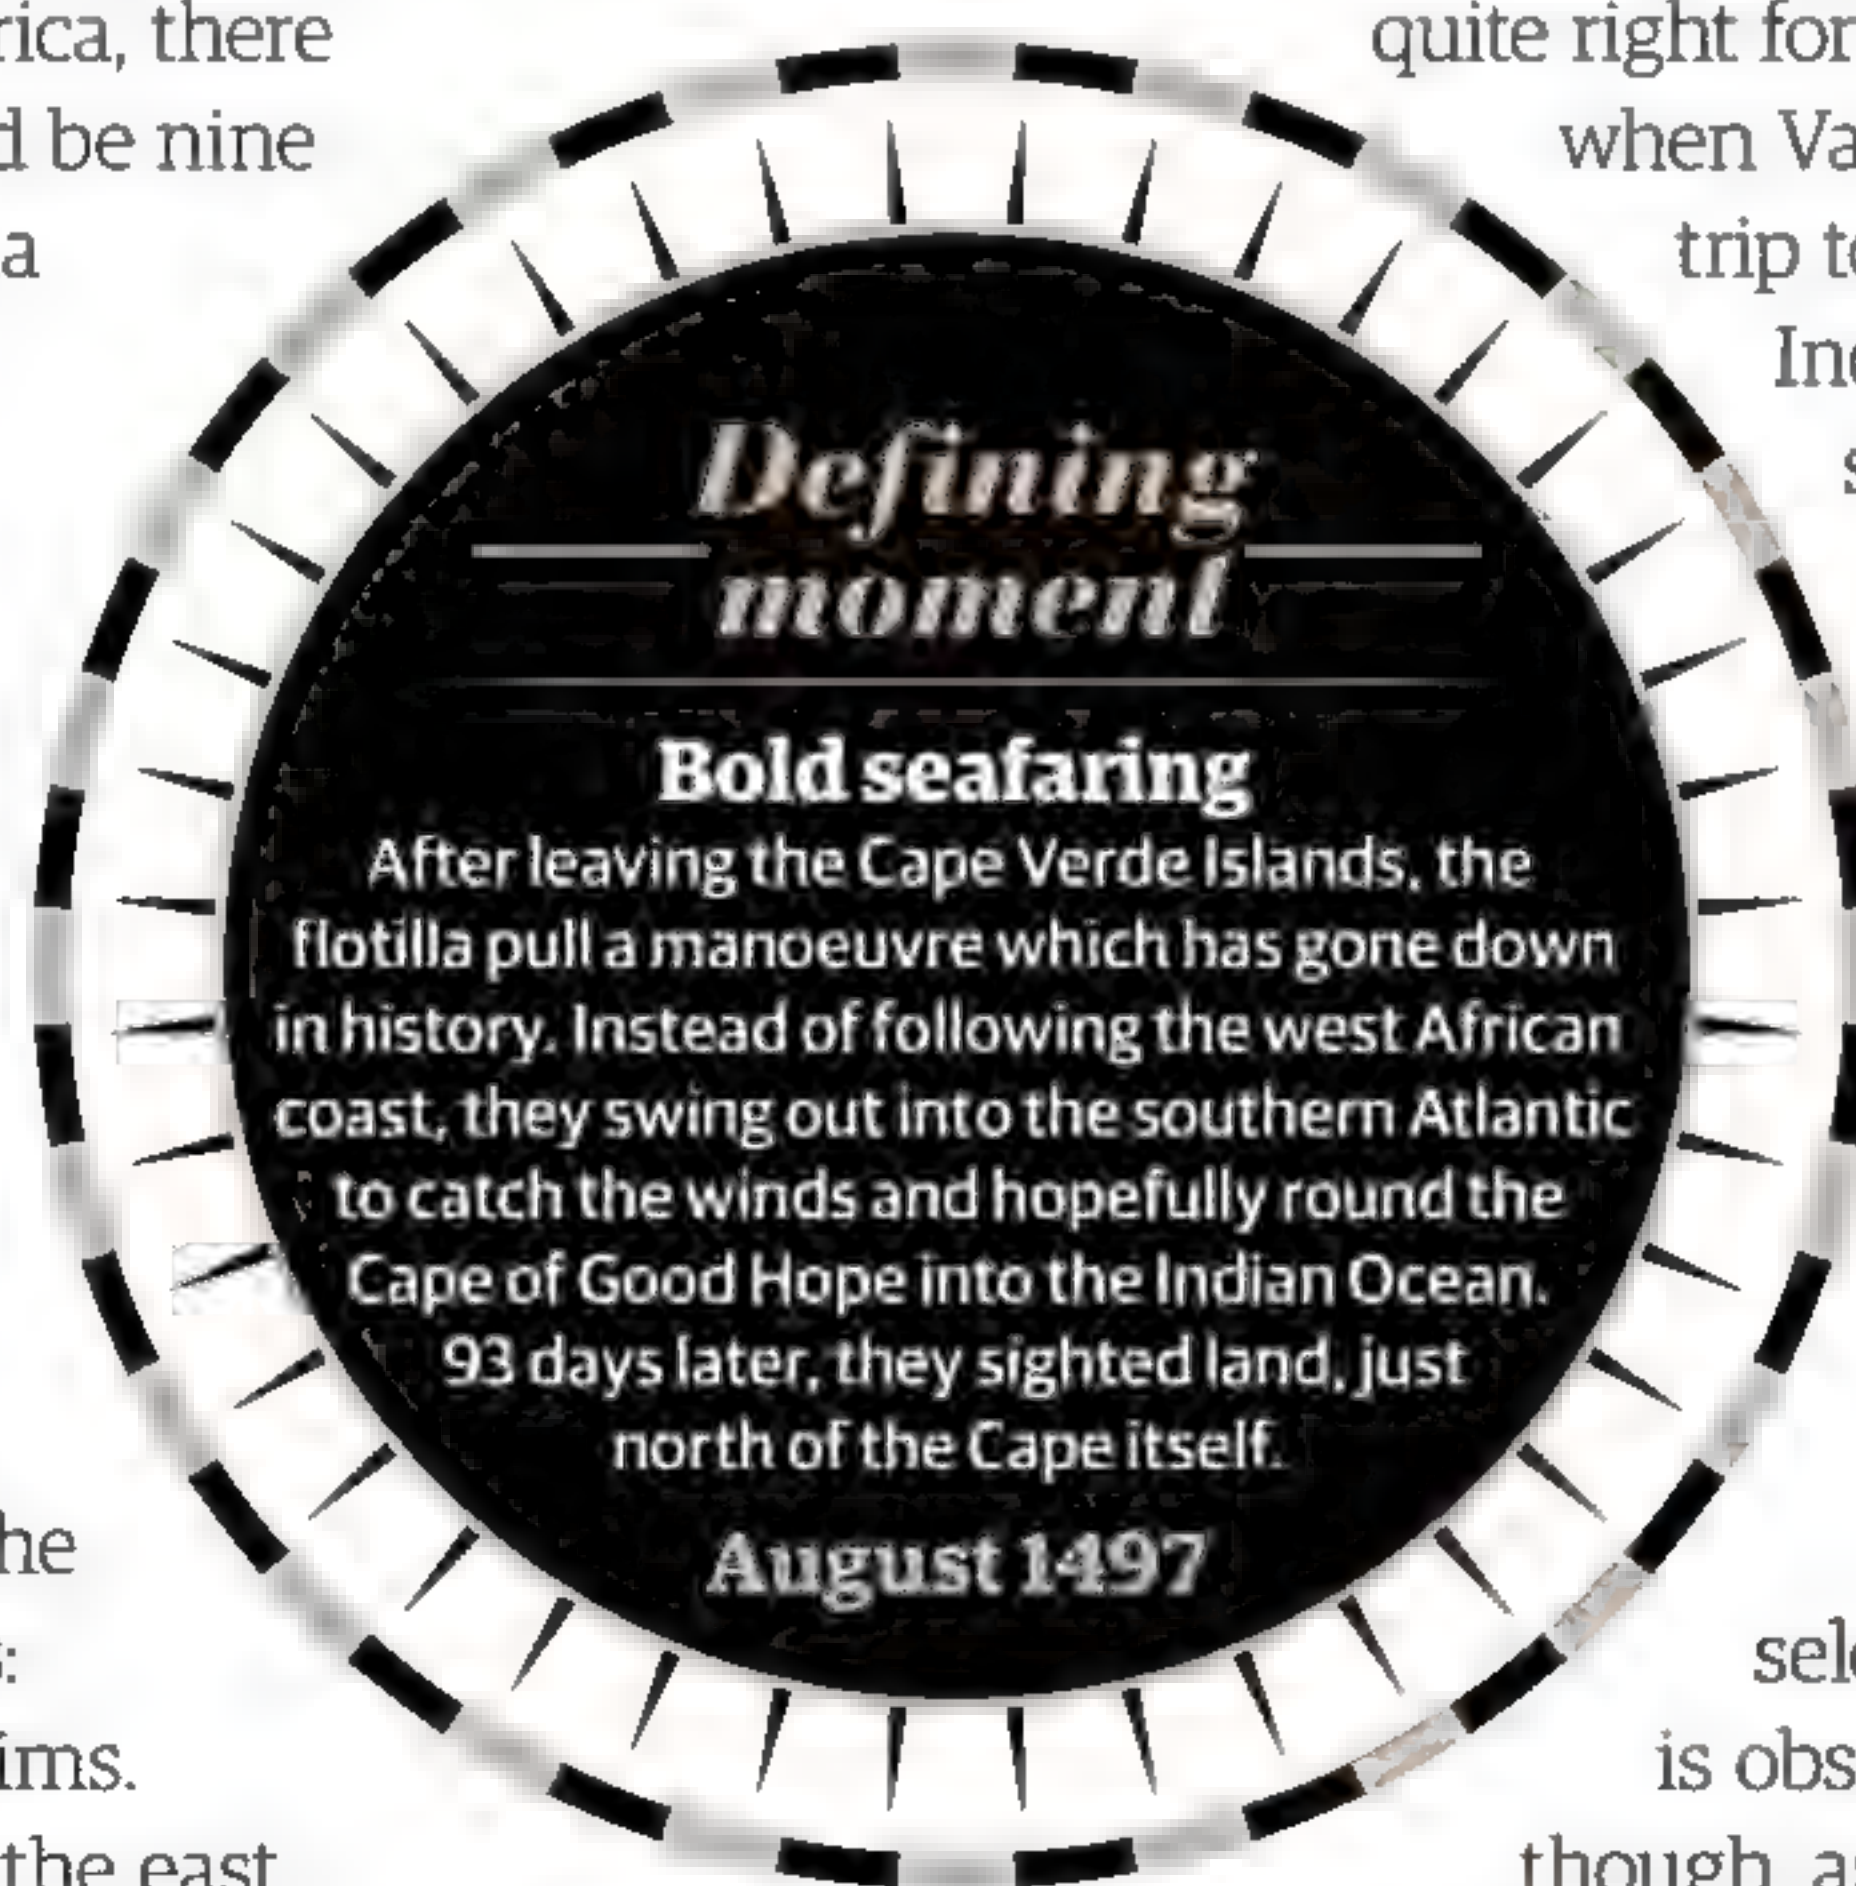 rica, there
d be nine
a
he
s:
ims.
the east
Defining
moment
Bold seafaring
After leaving the Cape Verde Islands, the
flotilla pull a manoeuvre which has gone down
in history. Instead of following the west African
coast, they swing out into the southern Atlantic
to catch the winds and hopefully round the
Cape of Good Hope into the Indian Ocean.
93 days later, they sighted land, just
north of the Cape itself.
August 1497
quite right for
when Va
trip to
Ind
s
sele
is obs
though, as